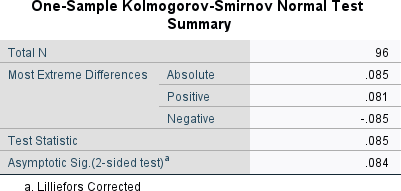 One-Sample Kolmogorov-Smirnov Normal Test
Summary
Total N 96
Most Extreme Differences Absolute .085
Positive .081
Negative -.085
Test Statistic .085
Asymptotic Sig.(2-sided test)a .084
a. Lilliefors Corrected